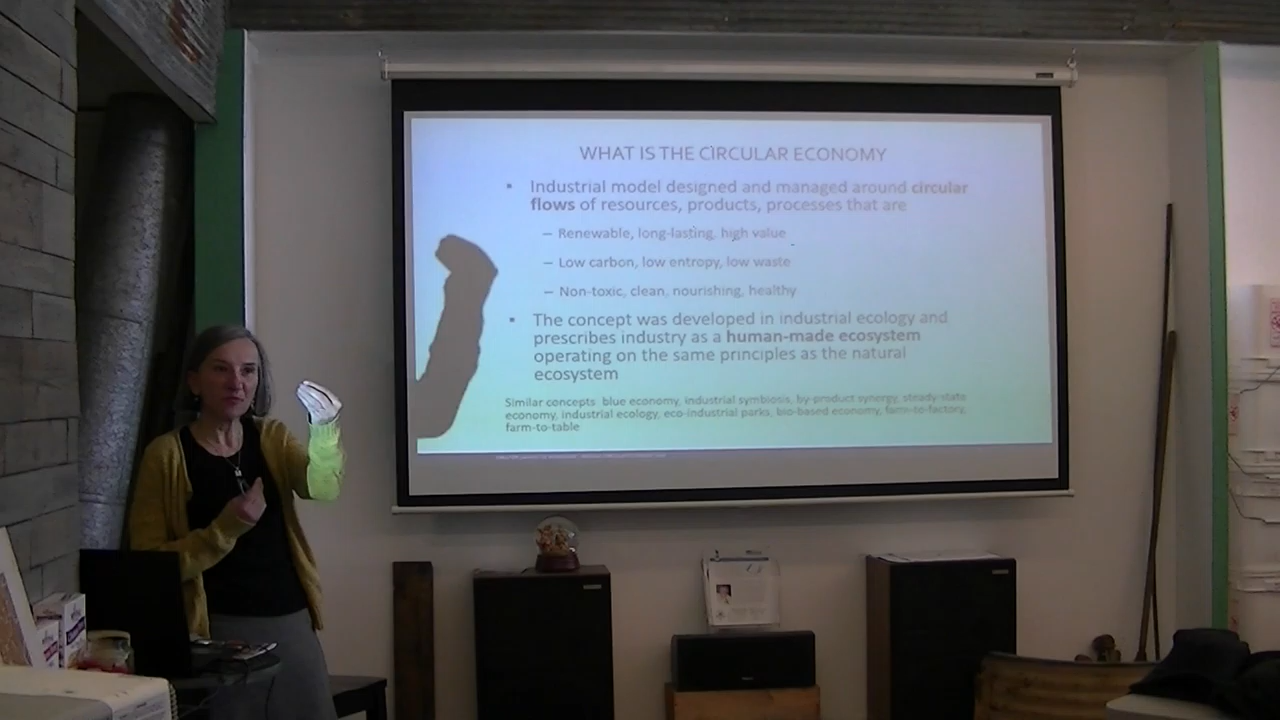 WHAT IS THE CIRCULAR ECONOMY
▪ Industrial model designed and managed around circular
flows of resources, products, processes that are
– Renewable, long-lasting, high value
– Low carbon, low entropy, low waste
– Non-toxic, clean, nourishing, healthy
▪ The concept was developed in industrial ecology and
prescribes industry as a human-made ecosystem
operating on the same principles as the natural
ecosystem
Similar concepts blue economy, industrial symbiosis, by-product synergy, steady-state
economy, industrial ecology, eco-industrial parks, bio-based economy, farm-to-factory,
farm-to-table